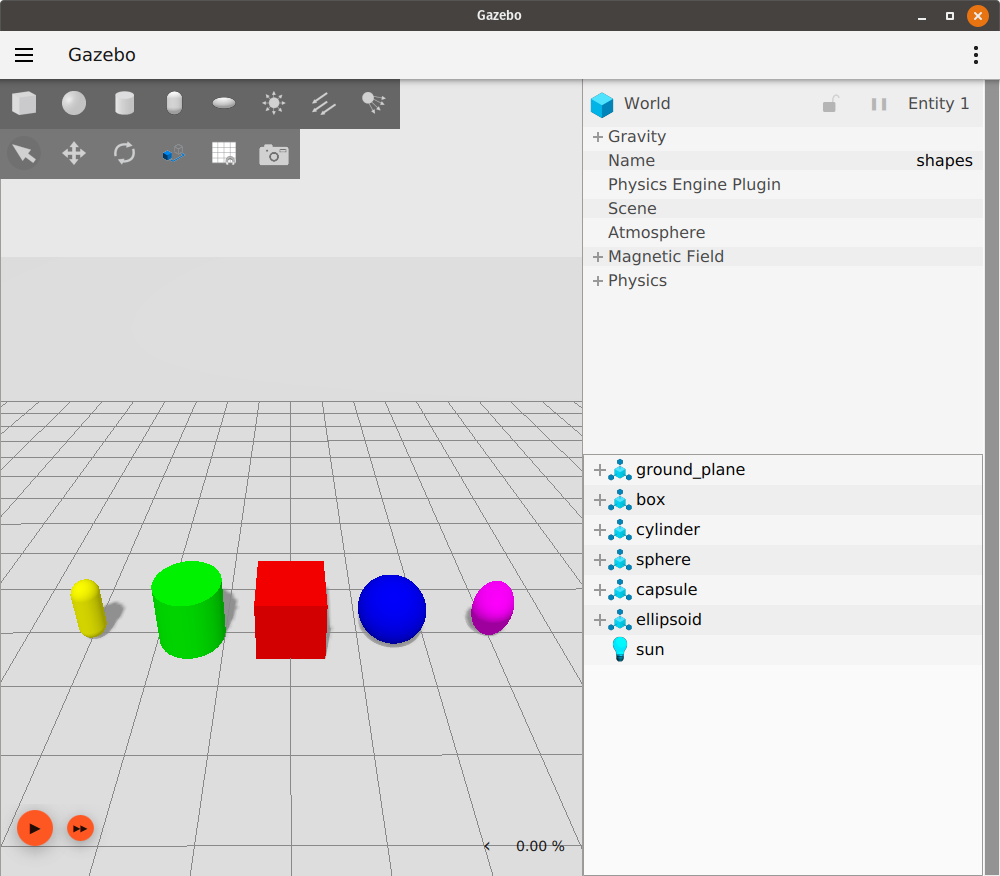 Gazebo
Gazebo
World Entity 1
Gravity
Name shapes
Physics Engine Plugin
Scene
Atmosphere
Magnetic Field
Physics
ground_plane
box
cylinder
sphere
capsule
ellipsoid
sun
0.00 %